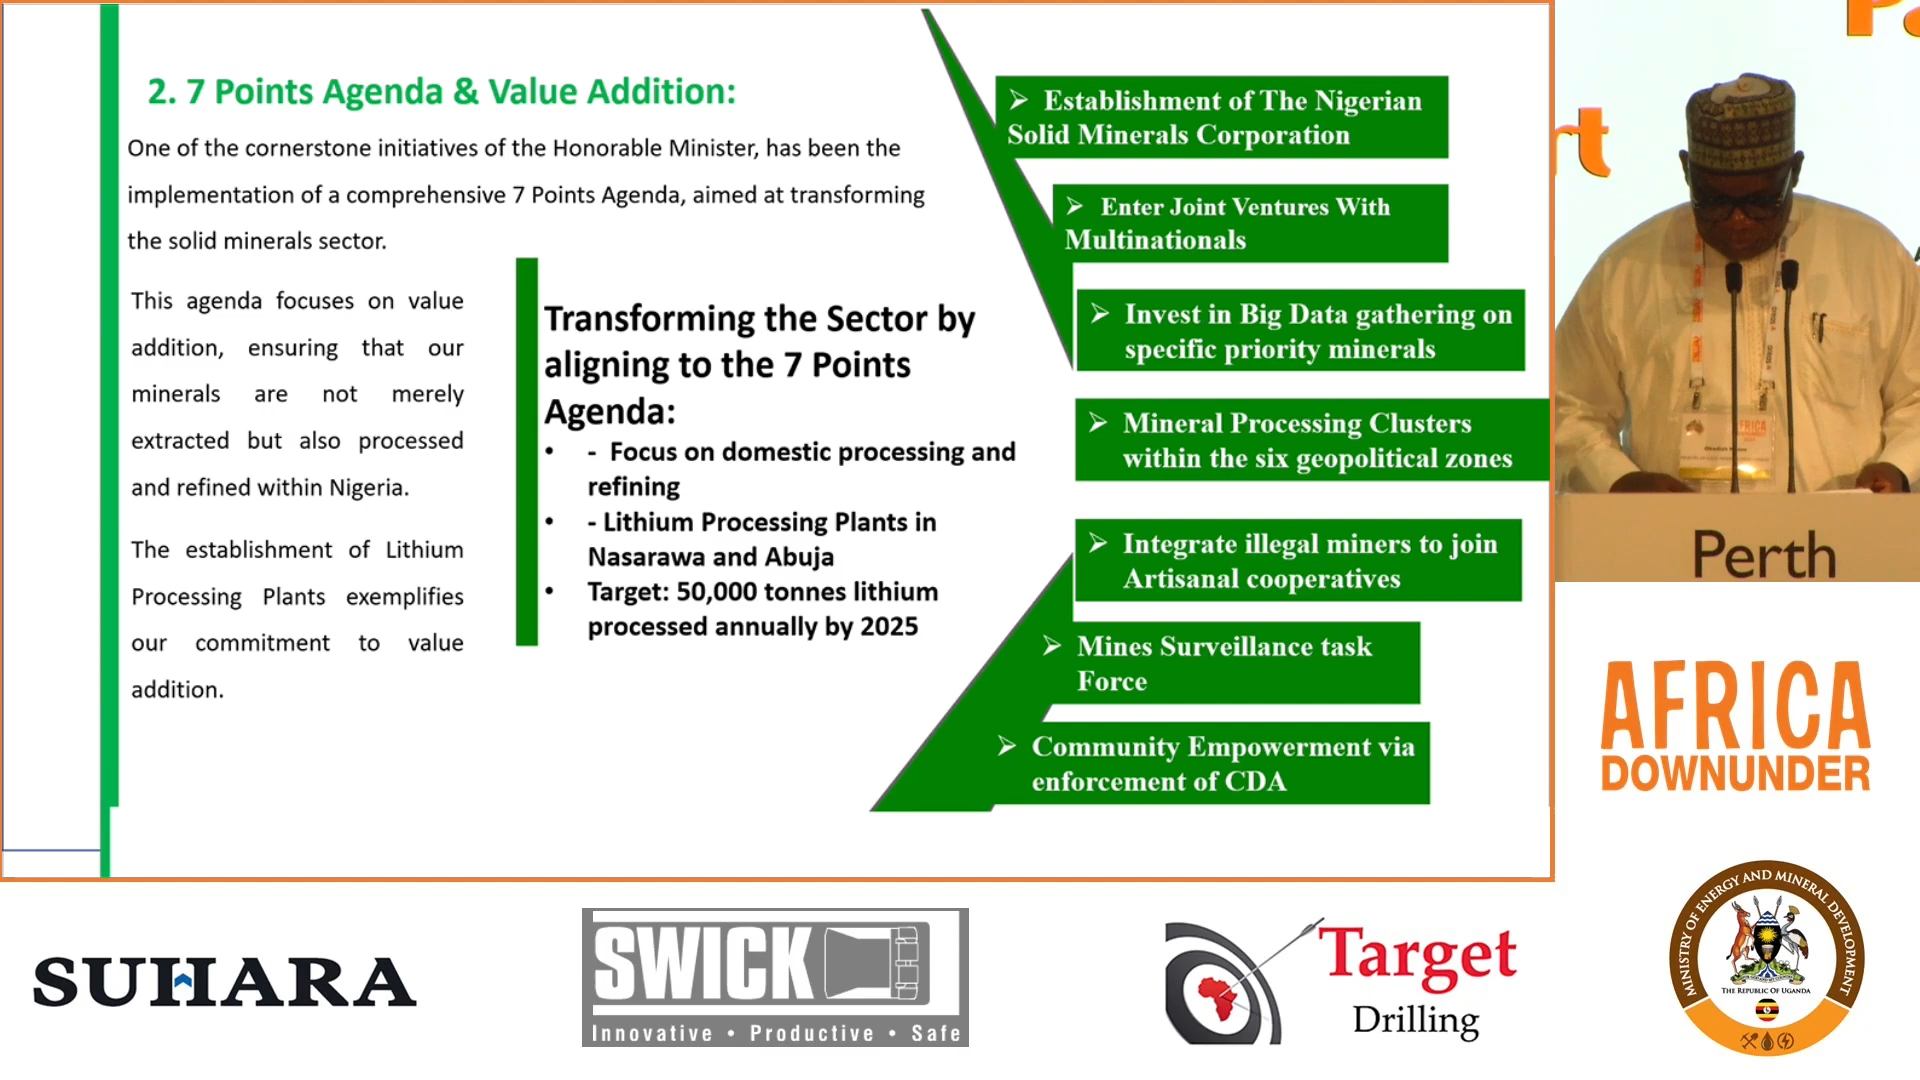 2. 7 Points Agenda & Value Addition:
One of the cornerstone initiatives of the Honorable Minister, has been the
implementation of a comprehensive 7 Points Agenda, aimed at transforming
the solid minerals sector.
This agenda focuses on value
addition, ensuring that our
minerals are not merely
extracted but also processed
and refined within Nigeria.
The establishment of Lithium
Processing Plants exemplifies
our commitment to value
addition.
Transforming the Sector by
aligning to the 7 Points
Agenda:
• - Focus on domestic processing and
refining
• - Lithium Processing Plants in
Nasarawa and Abuja
• Target: 50,000 tonnes lithium
processed annually by 2025
➢ Establishment of The Nigerian
Solid Minerals Corporation
➢ Enter Joint Ventures With
Multinationals
➢ Invest in Big Data gathering on
specific priority minerals
➢ Mineral Processing Clusters
within the six geopolitical zones
➢ Integrate illegal miners to join
Artisanal cooperatives
➢ Mines Surveillance task
Force
➢ Community Empowerment via
enforcement of CDA
Perth
AFRICA
DOWNUNDER
SUHARA
SWICK
Innovative • Productive • Safe
Target
Drilling
MINISTRY OF ENERGY AND MINERAL DEVELOPMENT
THE REPUBLIC OF UGANDA